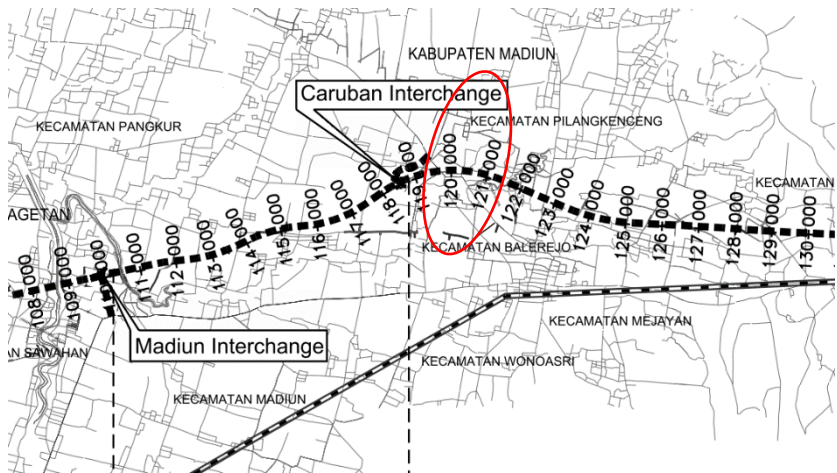 KABUPATEN MADIUN
Caruban Interchange
KECAMATAN PANGKUR
KECAMATAN PILANGKENCENG
KECAMATAN
AGETAN
108+000
109+000
111+000
112+000
113+000
114+000
115+000
116+000
117+000
118+000
119+000
120+000
121+000
122+000
123+000
124+000
125+000
126+000
127+000
128+000
129+000
130+000
KECAMATAN BALEREJO
KECAMATAN MEJAYAN
Madiun Interchange
AN SAWAHAN
KECAMATAN WONOASRI
KECAMATAN MADIUN